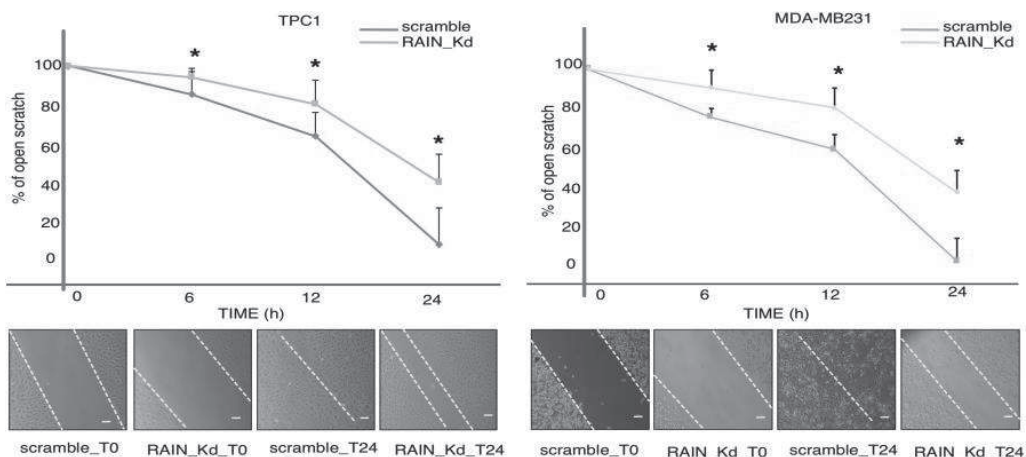 TPC1
scramble
RAIN_Kd
*
*
*
100
80
60
40
20
0
% of open scratch
0
6
12
24
TIME (h)
scramble_T0
RAIN_Kd_T0
scramble_T24
RAIN_Kd_T24
MDA-MB231
scramble
RAIN_Kd
*
*
*
100
80
60
40
20
0
% of open scratch
0
6
12
24
TIME (h)
scramble_T0
RAIN_Kd_T0
scramble_T24
RAIN_Kd_T24